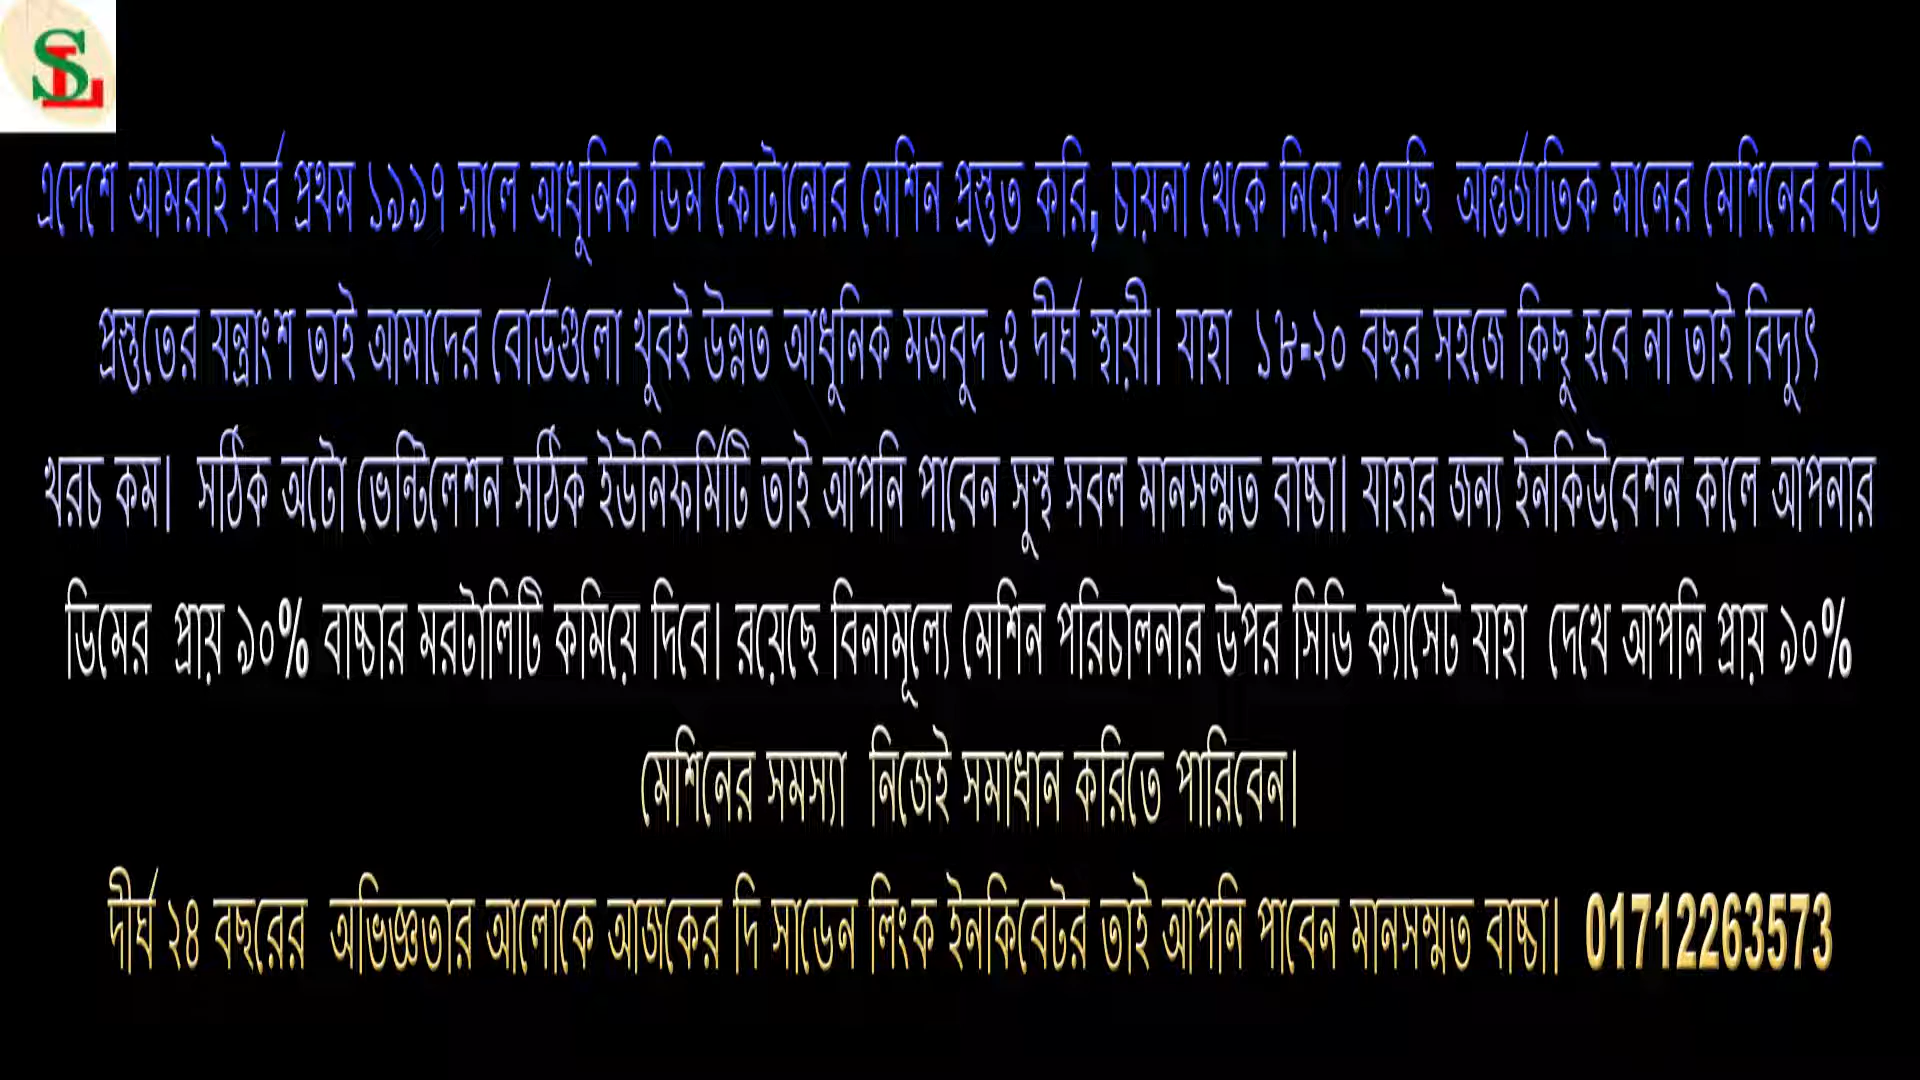 SL
এদেশে আমরাই সর্ব প্রথম ১৯৯৭ সালে আধুনিক ডিম ফোটানোর মেশিন প্রস্তুত করি, চায়না থেকে নিয়ে এসেছি আন্তর্জাতিক মানের মেশিনের বডি
প্রস্তুতের যন্ত্রাংশ তাই আমাদের বোর্ডগুলো খুবই উন্নত আধুনিক মজবুদ ও দীর্ঘ স্থায়ী। যাহা ১৮-২০ বছর সহজে কিছু হবে না তাই বিদ্যুৎ
খরচ কম। সঠিক অটো ভেন্টিলেশন সঠিক ইউনিফর্মিটি তাই আপনি পাবেন সুস্থ সবল মানসম্মত বাচ্চা। যাহার জন্য ইনকিউবেশন কালে আপনার
ডিমের প্রায় ৯০% বাচ্চার মরটালিটি কমিয়ে দিবে। রয়েছে বিনামূল্যে মেশিন পরিচালনার উপর সিডি ক্যাসেট যাহা দেখে আপনি প্রায় ৯০%
মেশিনের সমস্যা নিজেই সমাধান করিতে পারিবেন।
দীর্ঘ ২৪ বছরের অভিজ্ঞতার আলোকে আজকের দি সাডেন লিংক ইনকিবেটর তাই আপনি পাবেন মানসম্মত বাচ্চা। 01712263573